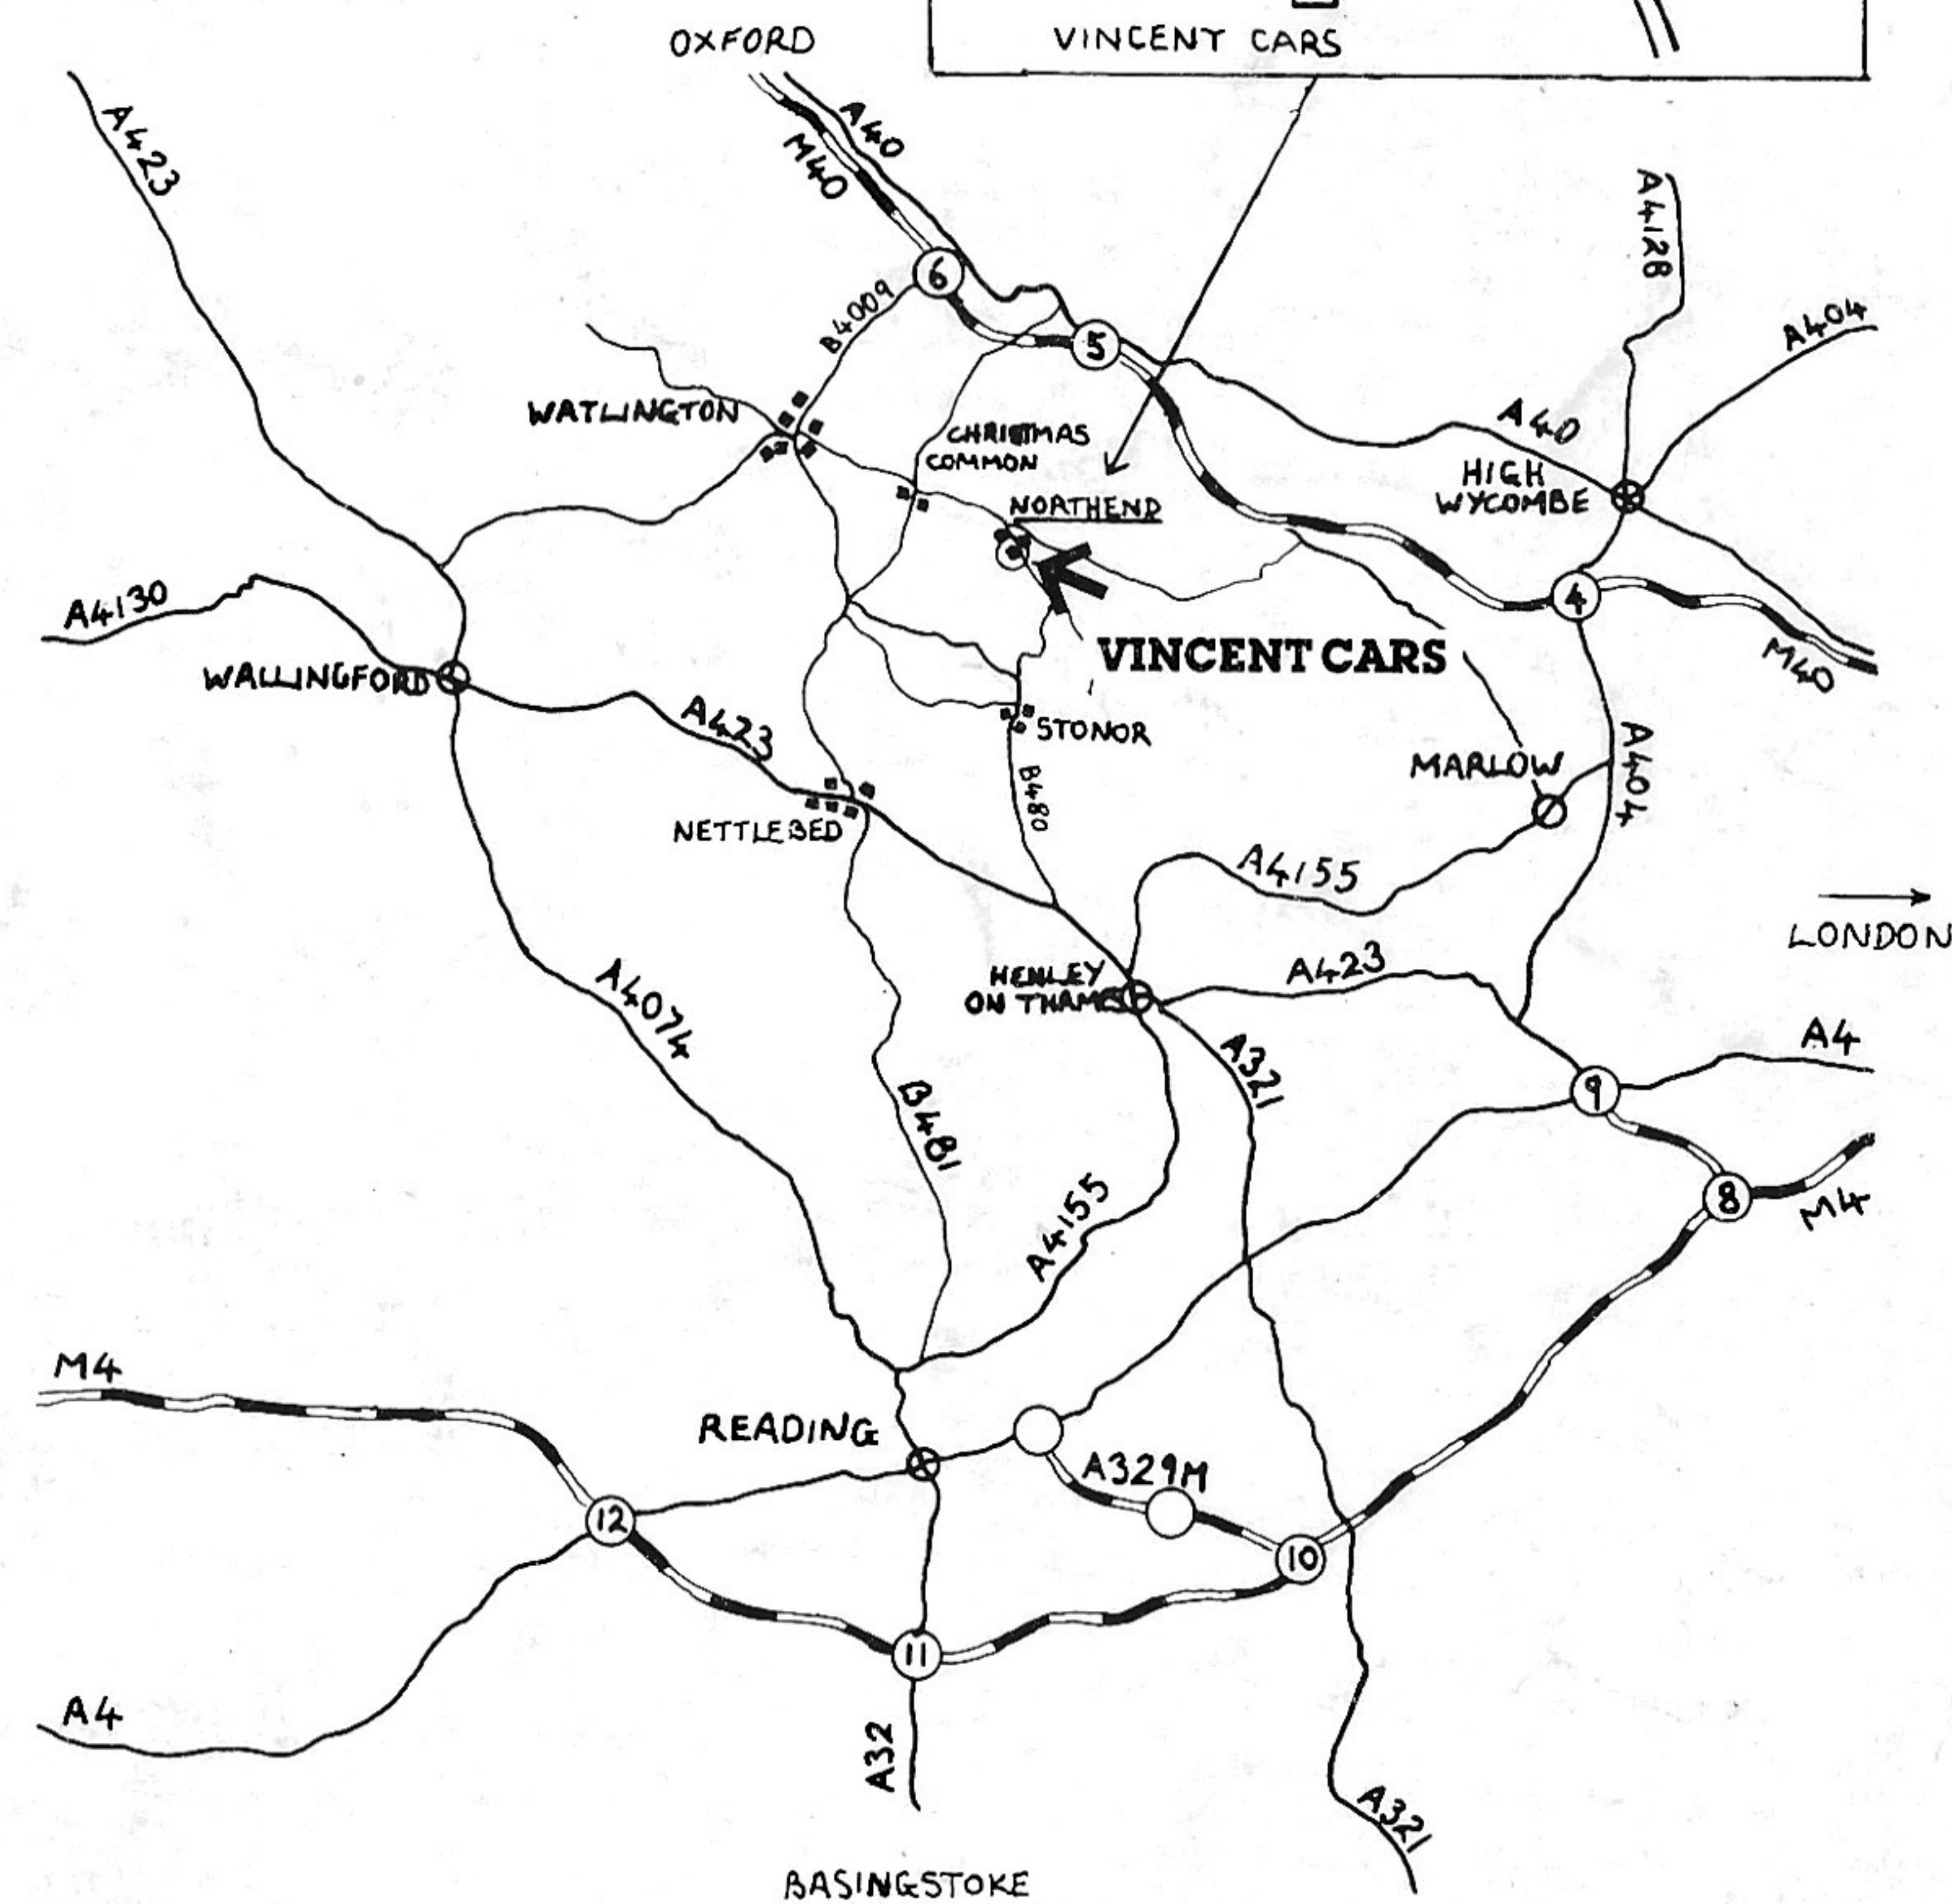 VINCENT CARS
OXFORD
A423
A40
M40
A4128
A404
6
B4009
5
WATLINGTON
CHRISTMAS
COMMON
A40
HIGH
WYCOMBE
NORTHEND
4
A4130
M40
VINCENT CARS
WALLINGFORD
A423
STONOR
A404
MARLOW
B480
NETTLEBED
A4155
LONDON
HENLEY
ON THAMES
A423
A4074
A321
A4
9
B481
8
M4
A4155
M4
READING
A329M
12
10
11
A4
A32
A321
BASINGSTOKE